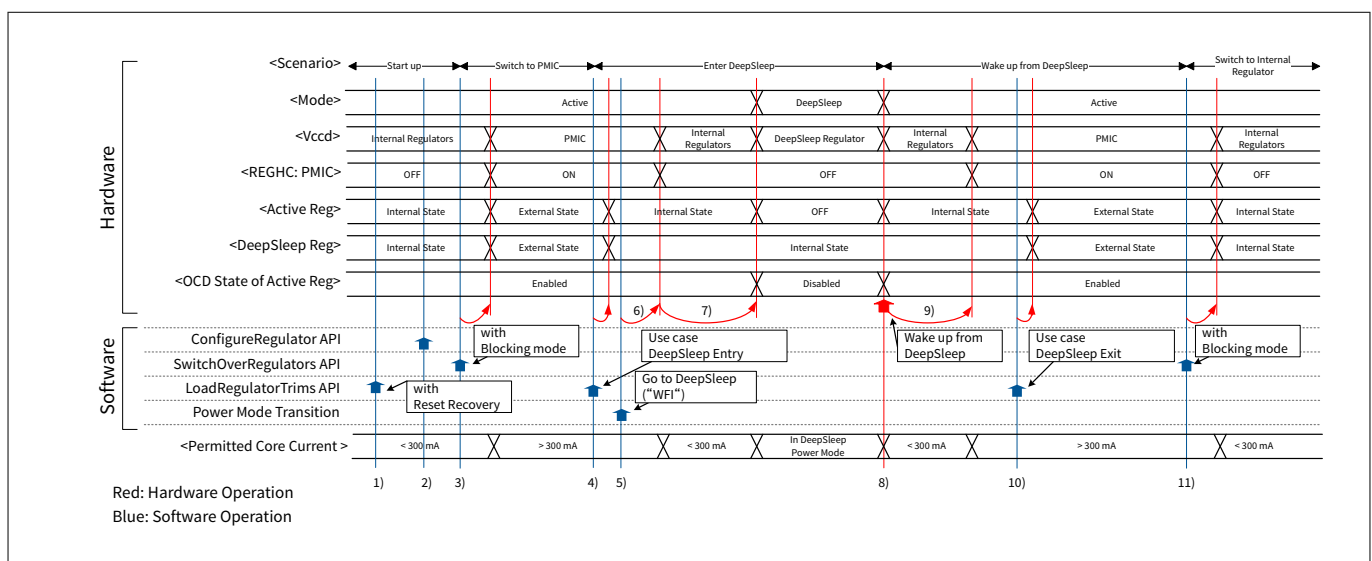 <Scenario>
Start up
Switch to PMIC
Enter DeepSleep
Wake up from DeepSleep
Switch to Internal
Regulator
<Mode>
Active
DeepSleep
Active
<Vccd>
Internal Regulators
PMIC
Internal
Regulators
DeepSleep Regulator
Internal
Regulators
PMIC
Internal
Regulators
<REGHC: PMIC>
OFF
ON
OFF
ON
OFF
<Active Reg>
Internal State
External State
Internal State
OFF
Internal State
External State
Internal State
<DeepSleep Reg>
Internal State
External State
Internal State
External State
Internal State
<OCD State of Active Reg>
Enabled
Disabled
Enabled
Hardware
6)
7)
9)
Software
ConfigureRegulator API
SwitchOverRegulators API
LoadRegulatorTrims API
Power Mode Transition
with
Blocking mode
with
Reset Recovery
Use case
DeepSleep Entry
Go to DeepSleep
("WFI")
Wake up from
DeepSleep
Use case
DeepSleep Exit
with
Blocking mode
<Permitted Core Current >
< 300 mA
> 300 mA
< 300 mA
In DeepSleep
Power Mode
< 300 mA
> 300 mA
< 300 mA
1)
2)
3)
4)
5)
8)
10)
11)
Red: Hardware Operation
Blue: Software Operation